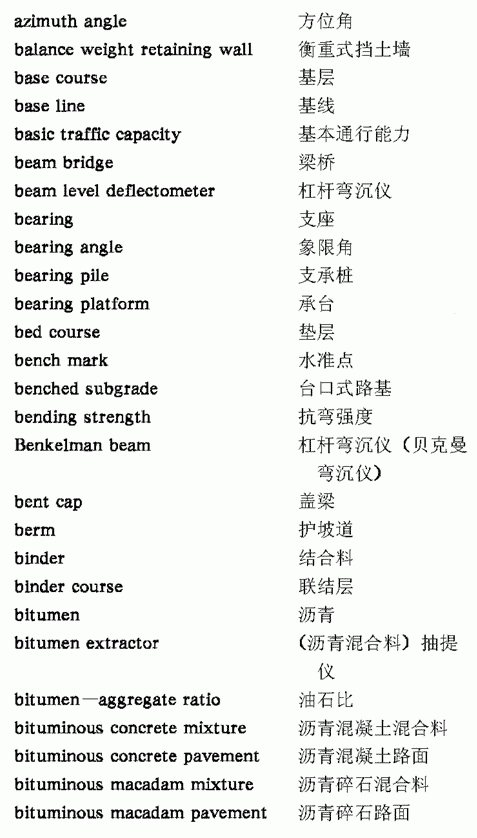 azimuth angle 方位角
balance weight retaining wall 衡重式挡土墙
base course 基层
base line 基线
basic traffic capacity 基本通行能力
beam bridge 梁桥
beam level deflectometer 杠杆弯沉仪
bearing 支座
bearing angle 象限角
bearing pile 支承桩
bearing platform 承台
bed course 垫层
bench mark 水准点
benched subgrade 台口式路基
bending strength 抗弯强度
Benkelman beam 杠杆弯沉仪（贝克曼
弯沉仪）
bent cap 盖梁
berm 护坡道
binder 结合料
binder course 联结层
bitumen 沥青
bitumen extractor （沥青混合料）抽提
仪
bitumen—aggregate ratio 油石比
bituminous concrete mixture 沥青混凝土混合料
bituminous concrete pavement 沥青混凝土路面
bituminous macadam mixture 沥青碎石混合料
bituminous macadam pavement 沥青碎石路面